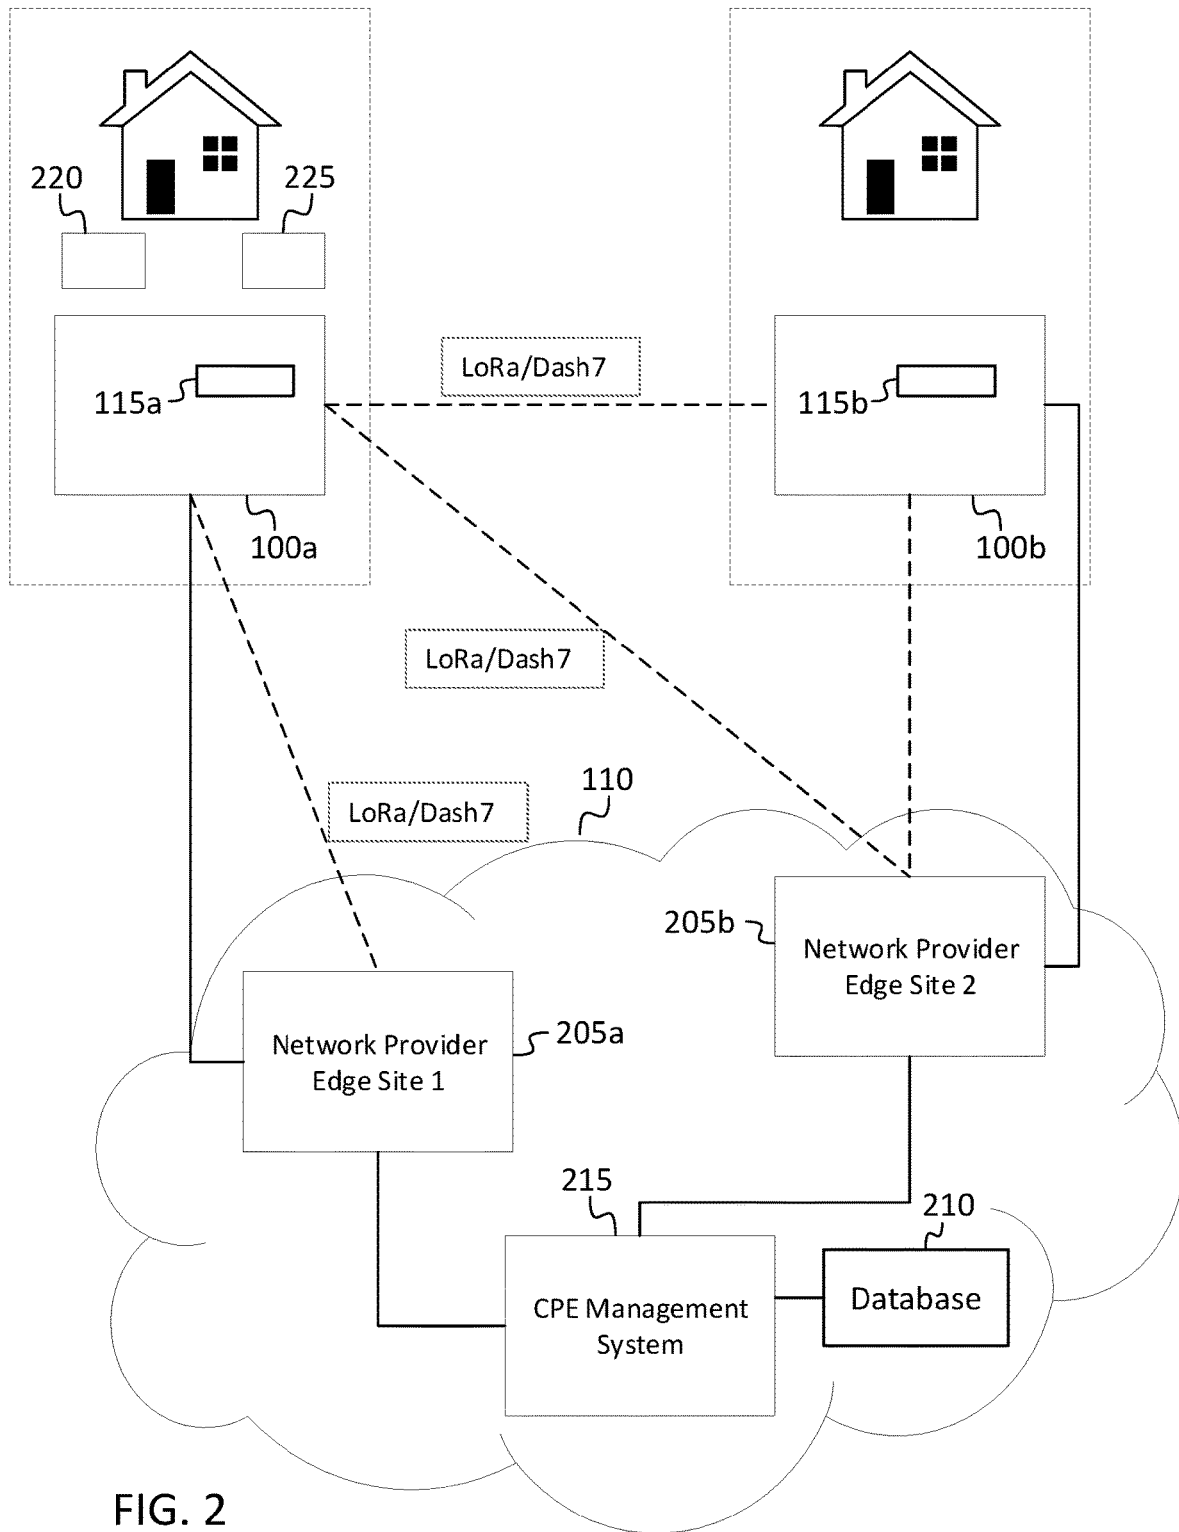 220
225
LoRa/Dash7
115a
115b
100a
100b
LoRa/Dash7
110
LoRa/Dash7
205b
Network Provider
Edge Site 2
205a
Network Provider
Edge Site 1
215
210
CPE Management
System
Database
FIG. 2